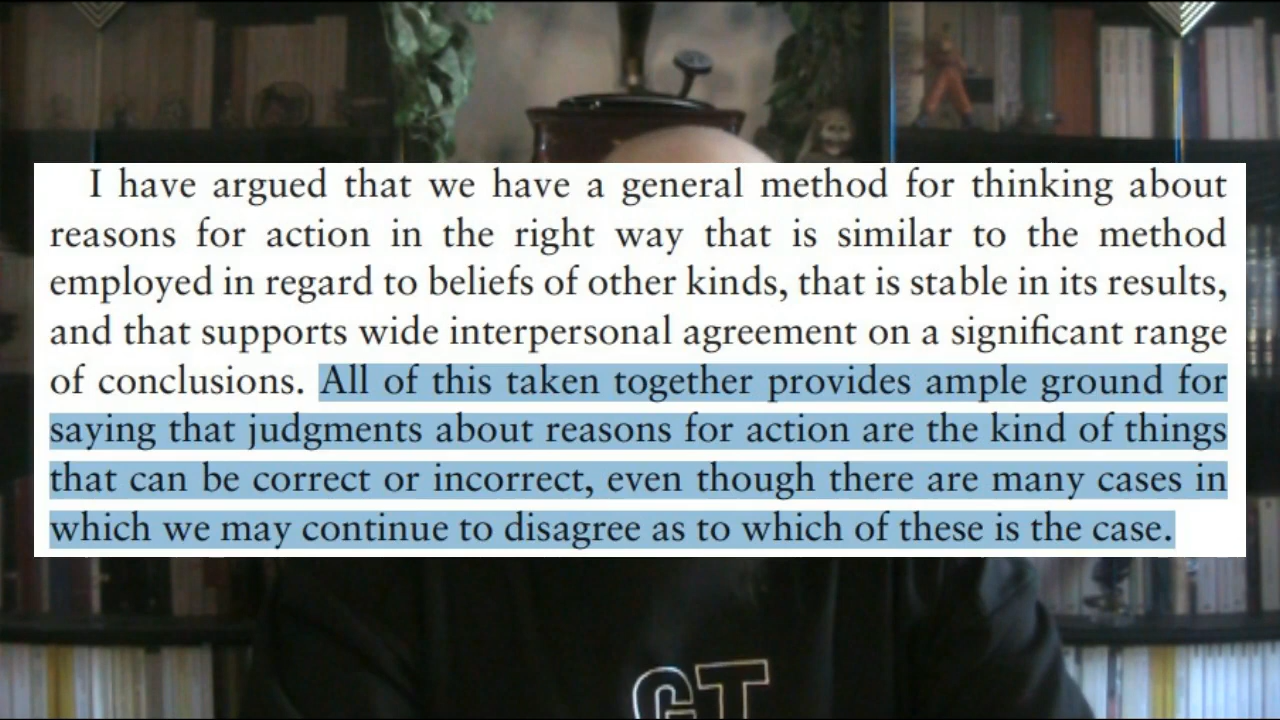 I have argued that we have a general method for thinking about
reasons for action in the right way that is similar to the method
employed in regard to beliefs of other kinds, that is stable in its results,
and that supports wide interpersonal agreement on a significant range
of conclusions. All of this taken together provides ample ground for
saying that judgments about reasons for action are the kind of things
that can be correct or incorrect, even though there are many cases in
which we may continue to disagree as to which of these is the case.
GT